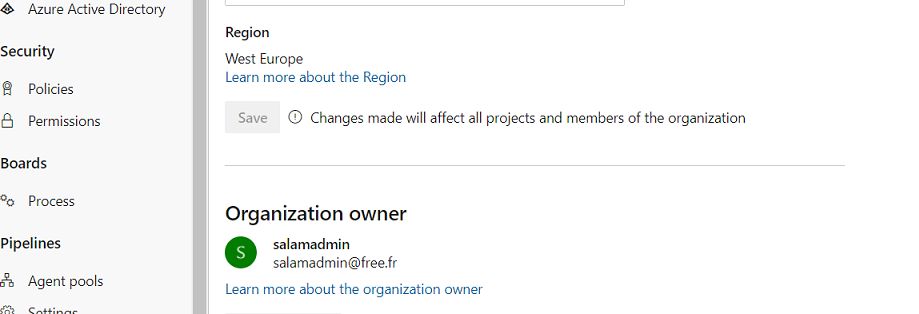 Azure Active Directory
Security
Policies
Permissions
Boards
Process
Pipelines
Agent pools
Settings
Region
West Europe
Learn more about the Region
Save
Changes made will affect all projects and members of the organization
Organization owner
S
salamadmin
salamadmin@free.fr
Learn more about the organization owner